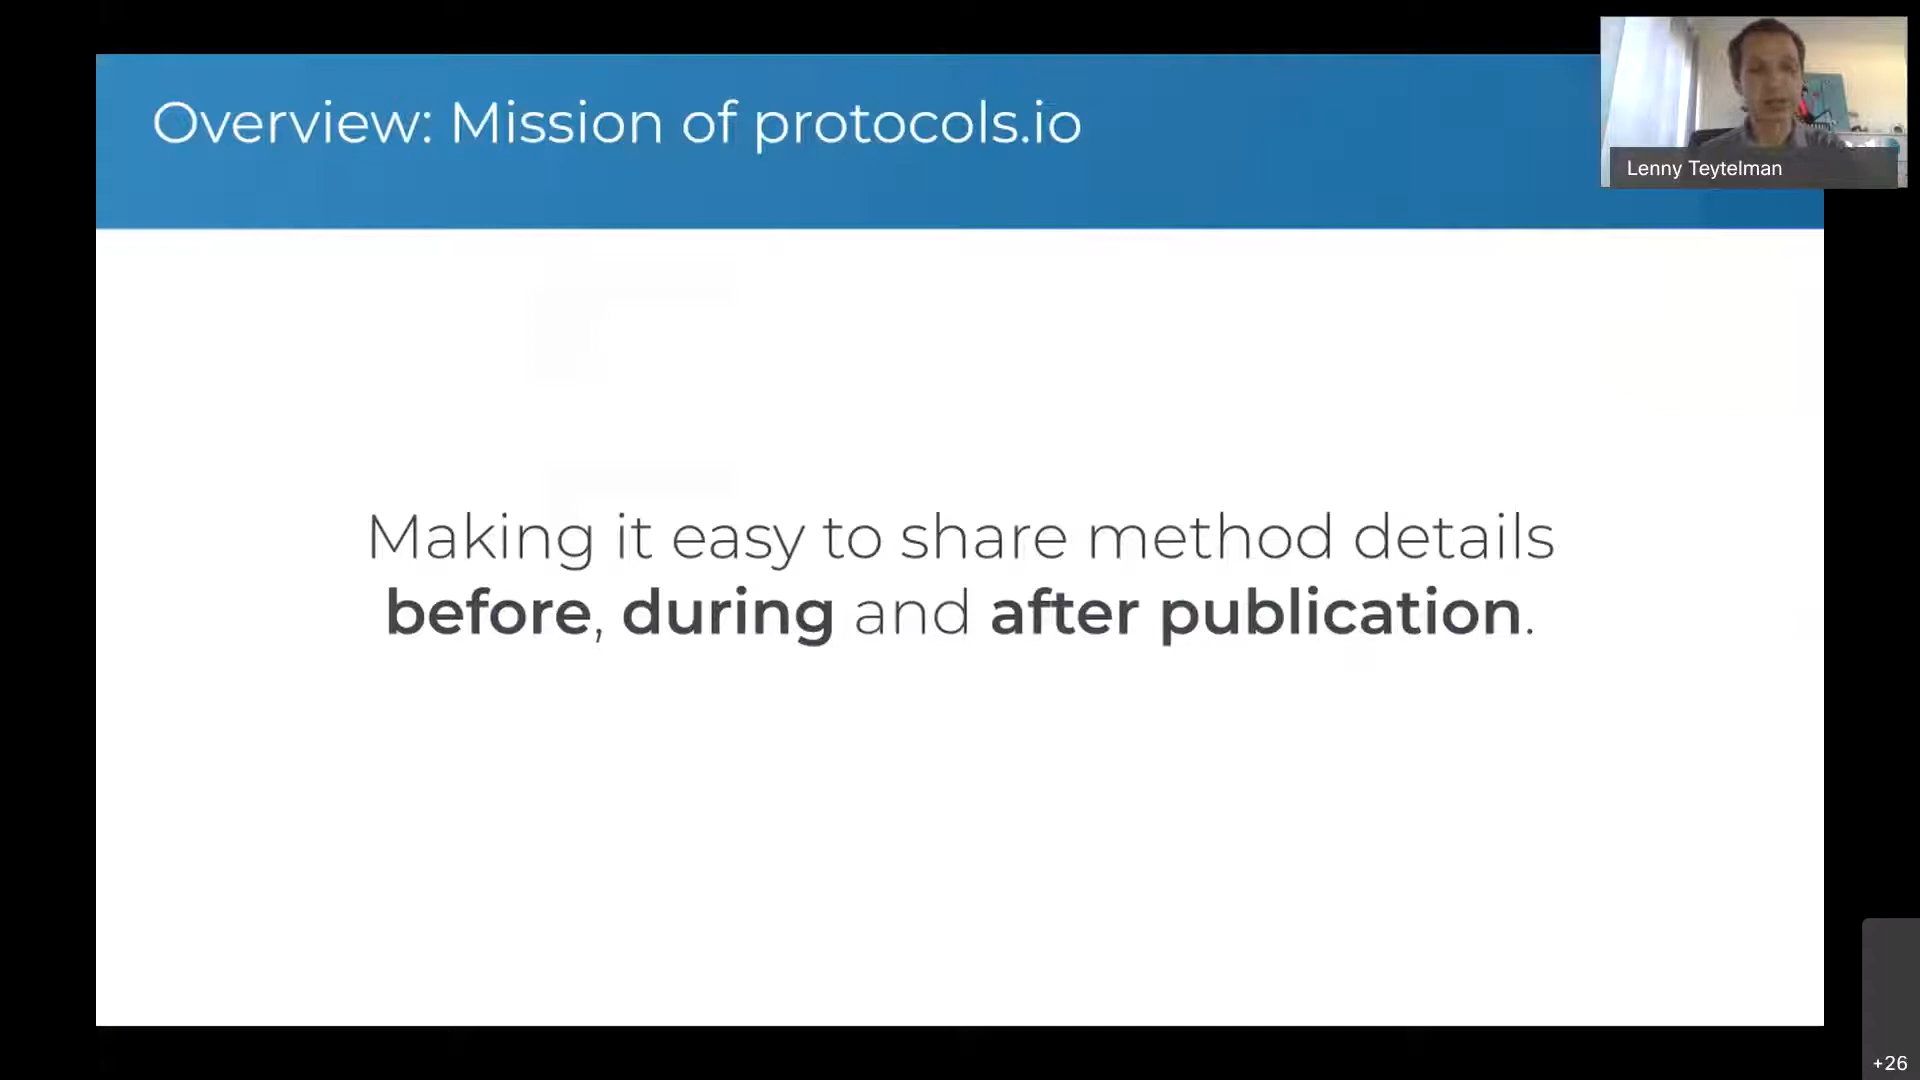 Overview: Mission of protocols.io
Lenny Teytelman
Making it easy to share method details
before, during and after publication.
+26